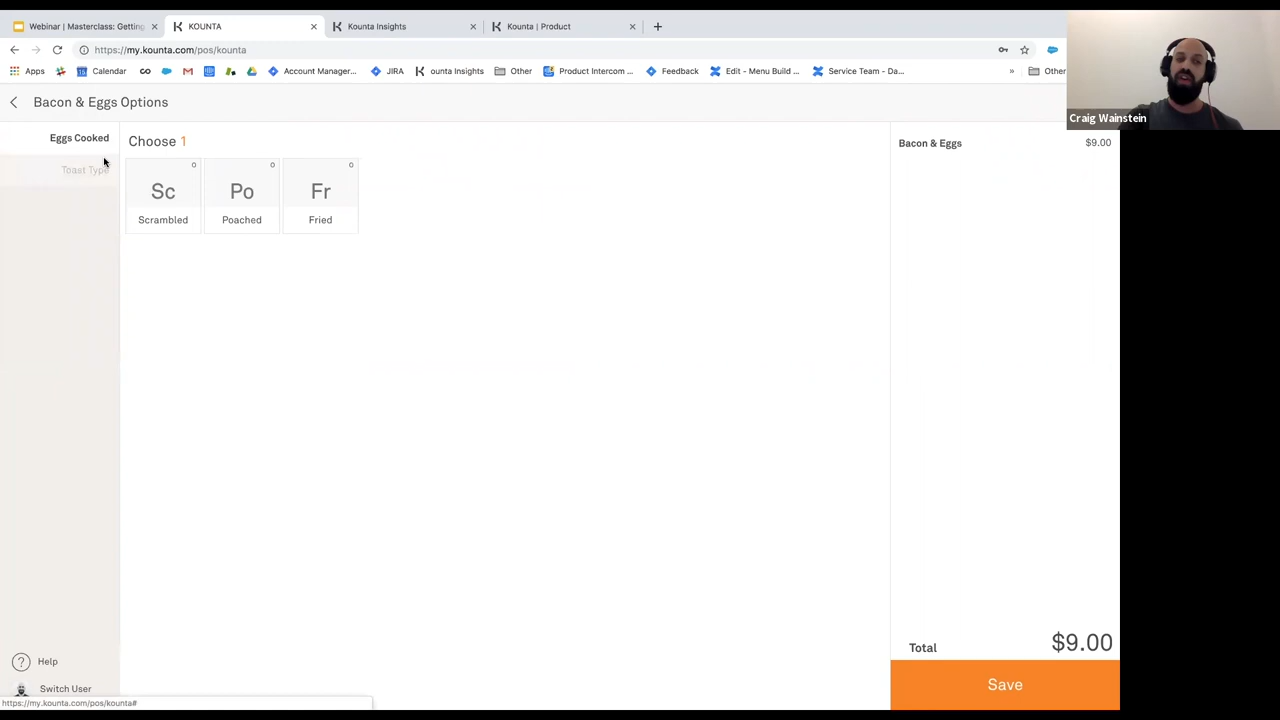 Webinar | Masterclass: Getting
KOUNTA
Kounta Insights
Kounta | Product
https://my.kounta.com/pos/kounta
Apps
Calendar
Account Manager...
JIRA
ounta Insights
Other
Product Intercom ...
Feedback
Edit - Menu Build ...
Service Team - Da...
»
Other
Craig Wainstein
Bacon & Eggs Options
Eggs Cooked
Toast Type
Choose 1
0
0
0
Sc
Po
Fr
Scrambled
Poached
Fried
Bacon & Eggs
$9.00
Total
$9.00
Save
? Help
Switch User
https://my.kounta.com/pos/kounta#